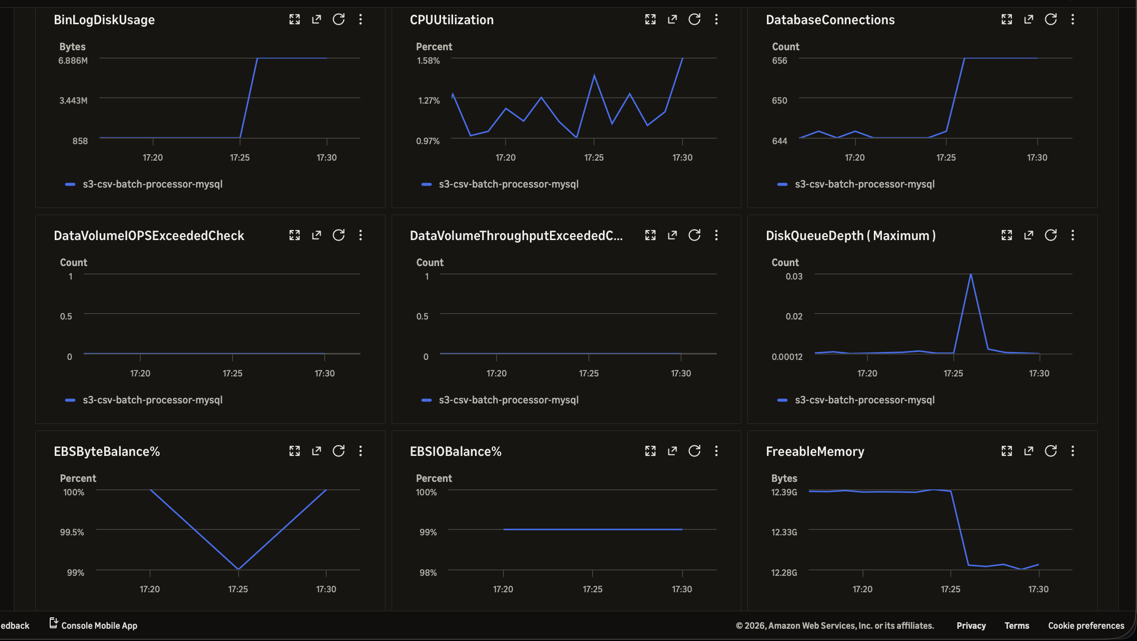 BinLogDiskUsage
Bytes
6.886M
3.443M
858
17:20 17:25 17:30
s3-csv-batch-processor-mysql
CPUUtilization
Percent
1.58%
1.27%
0.97%
17:20 17:25 17:30
s3-csv-batch-processor-mysql
DatabaseConnections
Count
656
650
644
17:20 17:25 17:30
s3-csv-batch-processor-mysql
DataVolumeIOPSExceededCheck
Count
1
0.5
0
17:20 17:25 17:30
s3-csv-batch-processor-mysql
DataVolumeThroughputExceededC...
Count
1
0.5
0
17:20 17:25 17:30
s3-csv-batch-processor-mysql
DiskQueueDepth ( Maximum )
Count
0.03
0.02
0.00012
17:20 17:25 17:30
s3-csv-batch-processor-mysql
EBSByteBalance%
Percent
100%
99.5%
99%
17:20 17:25 17:30
EBSIOBalance%
Percent
100%
99%
98%
17:20 17:25 17:30
FreeableMemory
Bytes
12.39G
12.33G
12.28G
17:20 17:25 17:30
edback Console Mobile App © 2026, Amazon Web Services, Inc. or its affiliates. Privacy Terms Cookie preferences